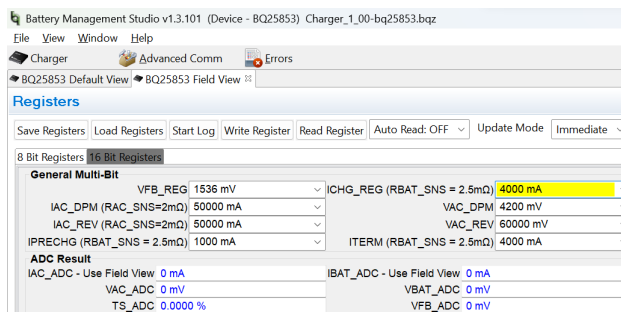 Battery Management Studio v1.3.101 (Device - BQ25853) Charger_1_00-bq25853.bqz
File View Window Help
Charger Advanced Comm Errors
BQ25853 Default View BQ25853 Field View
Registers
Save Registers Load Registers Start Log Write Register Read Register Auto Read: OFF Update Mode Immediate
8 Bit Registers 16 Bit Registers
General Multi-Bit
VFB_REG 1536 mV ICHG_REG (RBAT_SNS = 2.5mΩ) 4000 mA
IAC_DPM (RAC_SNS=2mΩ) 50000 mA VAC_DPM 4200 mV
IAC_REV (RAC_SNS=2mΩ) 50000 mA VAC_REV 60000 mV
IPRECHG (RBAT_SNS = 2.5mΩ) 1000 mA ITERM (RBAT_SNS = 2.5mΩ) 4000 mA
ADC Result
IAC_ADC - Use Field View 0 mA IBAT_ADC - Use Field View 0 mA
VAC_ADC 0 mV VBAT_ADC 0 mV
TS_ADC 0.0000 % VFB_ADC 0 mV